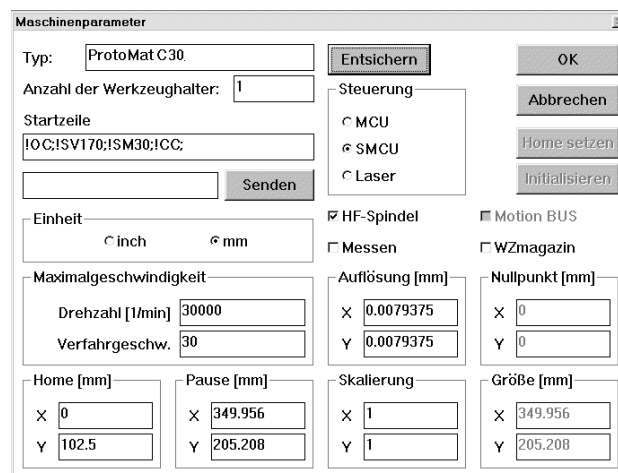 Maschinenparameter
Typ: ProtoMat C30
Entsichern
OK
Anzahl der Werkzeughalter: 1
Steuerung
Abbrechen
Startzeile
MCU
!OC;!SV170;!SM30;!CC;
SMCU
Home setzen
Senden
Laser
Initialisieren
Einheit
HF-Spindel
Motion BUS
inch
mm
Messen
WZmagazin
Maximalgeschwindigkeit
Auflösung [mm]
Nullpunkt [mm]
Drehzahl [1/min] 30000
X 0.0079375
X 0
Verfahrgeschw. 30
Y 0.0079375
Y 0
Home [mm]
Pause [mm]
Skalierung
Größe [mm]
X 0
X 349.956
X 1
X 349.956
Y 102.5
Y 205.208
Y 1
Y 205.208